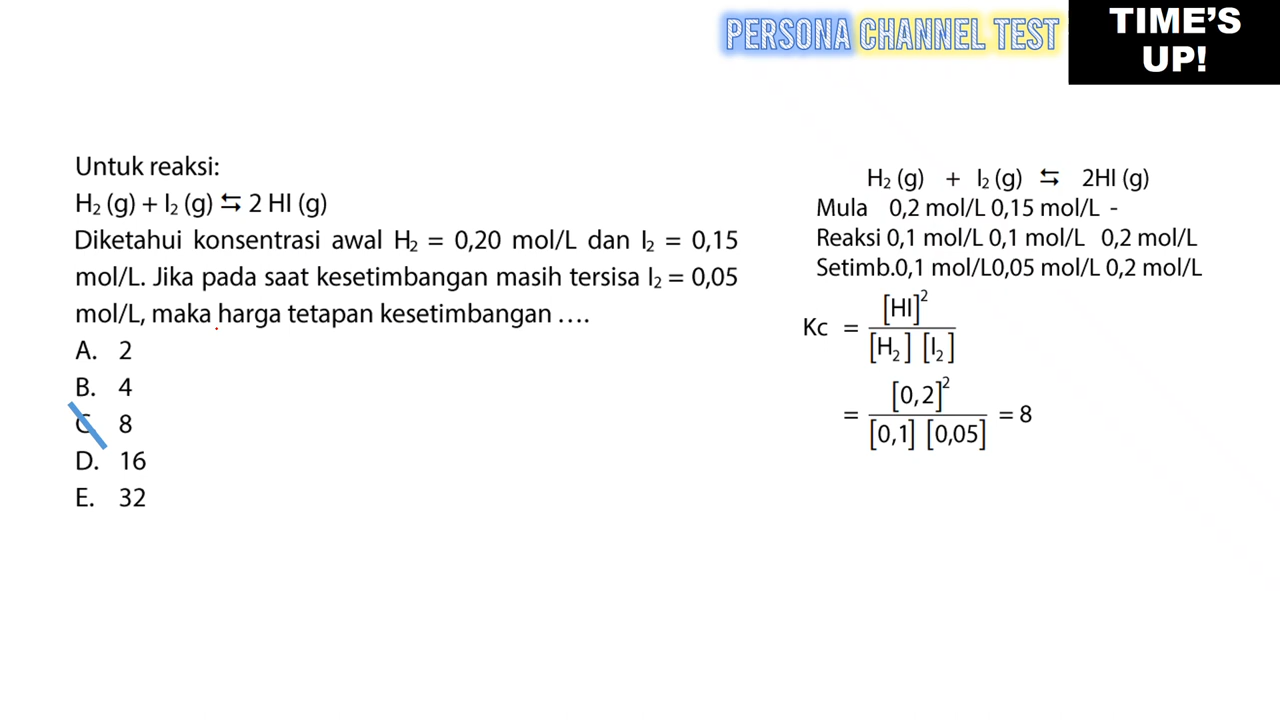 PERSONA CHANNEL TEST
TIME'S
UP!
Untuk reaksi:
H₂ (g) + I₂ (g) ⇆ 2 HI (g)
Diketahui konsentrasi awal H₂ = 0,20 mol/L dan I₂ = 0,15
mol/L. Jika pada saat kesetimbangan masih tersisa I₂ = 0,05
mol/L, maka harga tetapan kesetimbangan ....
A. 2
B. 4
C. 8
D. 16
E. 32
H₂ (g) + I₂ (g) ⇆ 2HI (g)
Mula 0,2 mol/L 0,15 mol/L -
Reaksi 0,1 mol/L 0,1 mol/L 0,2 mol/L
Setimb.0,1 mol/L0,05 mol/L 0,2 mol/L
Kc = [HI]² / [H₂] [I₂]
= [0,2]² / [0,1] [0,05] = 8